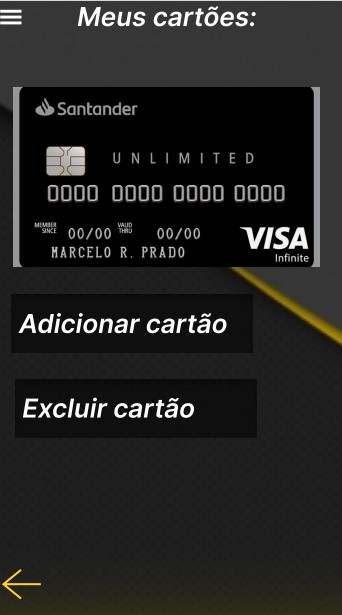 Meus cartões:
Santander
UNLIMITED
0000 0000 0000 0000
MEMBER SINCE 00/00 VALID THRU 00/00
MARCELO R. PRADO
VISA
Infinite
Adicionar cartão
Excluir cartão